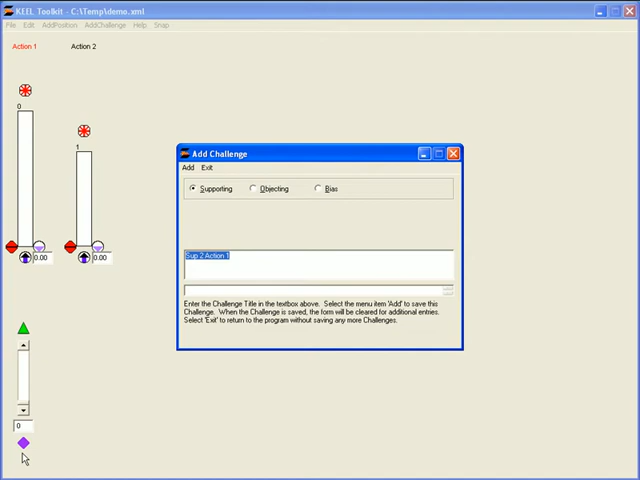 KEEL Toolkit - C:\Temp\demo.xml
File Edit AddPosition AddChallenge Help Snap
Action 1 Action 2
0
1
0.00 0.00
0
Add Challenge
Add Exit
Supporting Objecting Bias
Sup 2 Action 1
Enter the Challenge Title in the textbox above. Select the menu item 'Add' to save this
Challenge. When the Challenge is saved, the form will be cleared for additional entries.
Select 'Exit' to return to the program without saving any more Challenges.